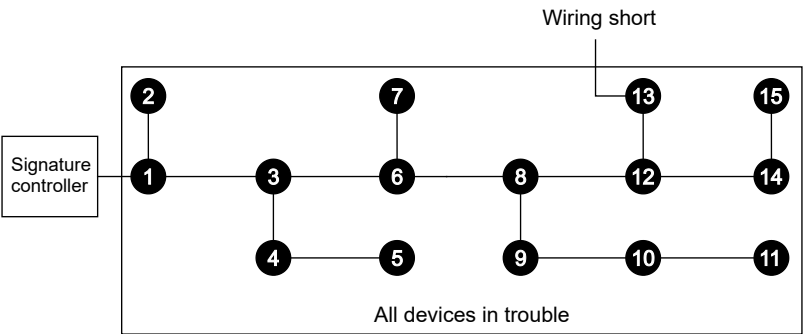 Wiring short
2 7 13 15
Signature
controller
1 3 6 8 12 14
4 5 9 10 11
All devices in trouble